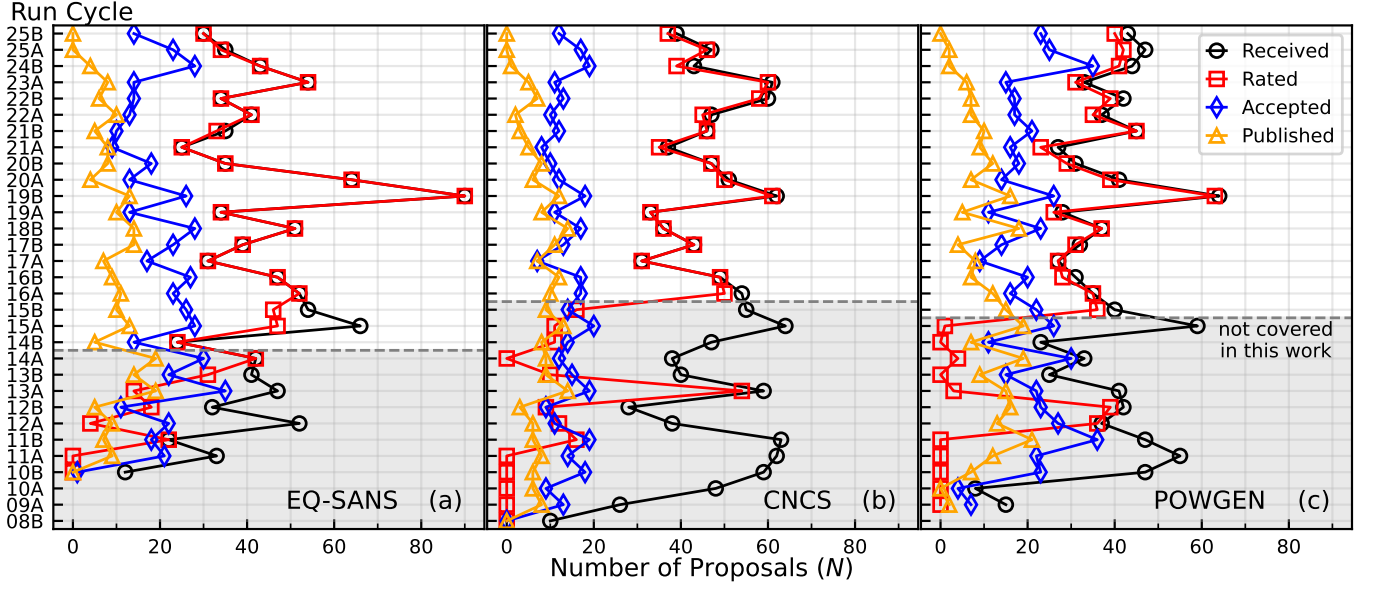 Run Cycle
25B
25A
24B
23A
22B
22A
21B
21A
20B
20A
19B
19A
18B
17B
17A
16B
16A
15B
15A
14B
14A
13B
13A
12B
12A
11B
11A
10B
10A
09A
08B
0 20 40 60 80
EQ-SANS (a)
0 20 40 60 80
CNCS (b)
Received
Rated
Accepted
Published
not covered
in this work
POWGEN (c)
0 20 40 60 80
Number of Proposals (N)